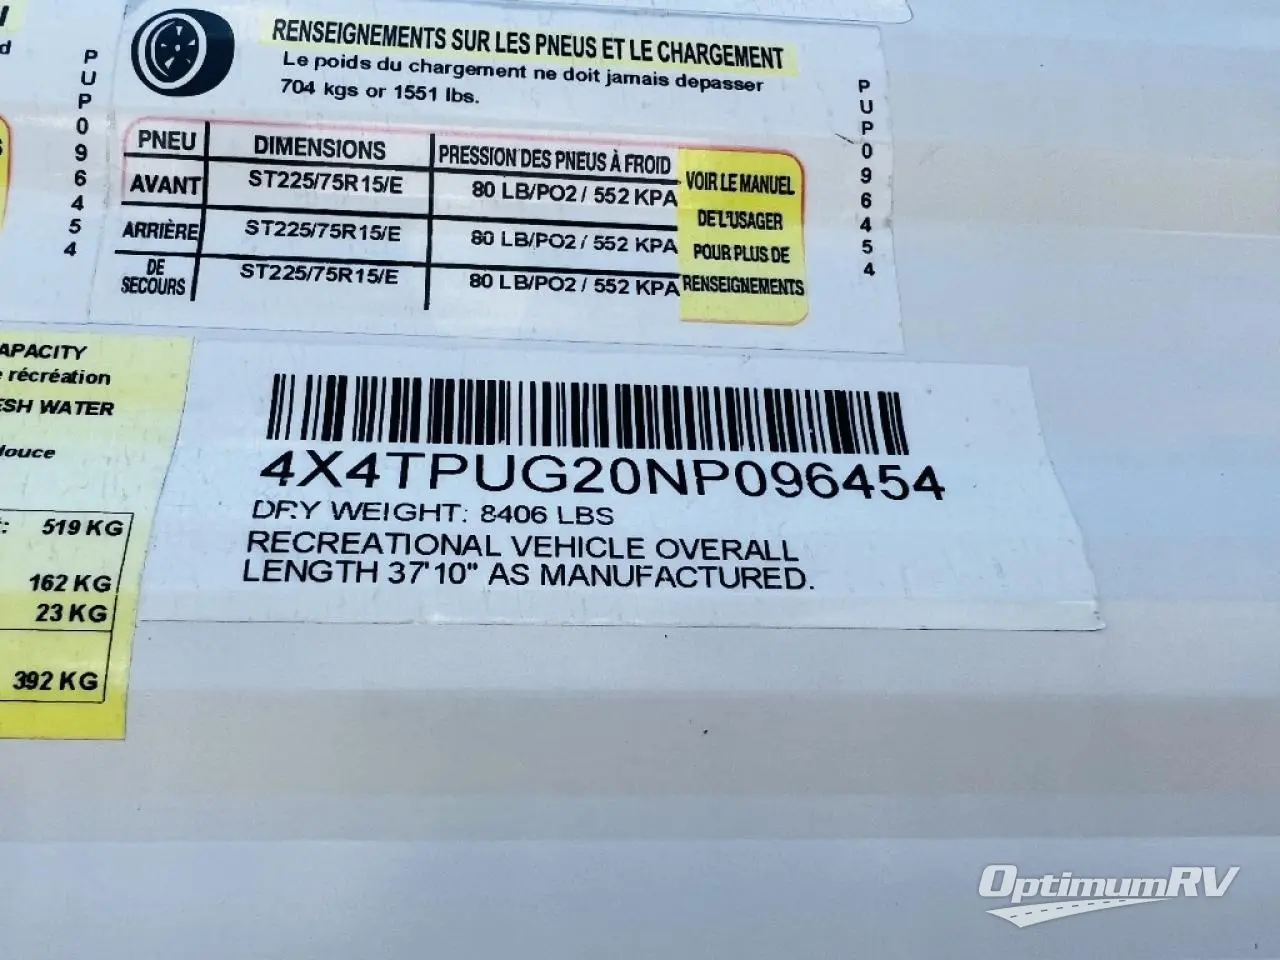 RENSEIGNEMENTS SUR LES PNEUS ET LE CHARGEMENT
Le poids du chargement ne doit jamais depasser
704 kgs or 1551 lbs.
PUP096454
PUP096454
PNEU DIMENSIONS PRESSION DES PNEUS À FROID
AVANT ST225/75R15/E 80 LB/PO2 / 552 KPA
ARRIÈRE ST225/75R15/E 80 LB/PO2 / 552 KPA
DE SECOURS ST225/75R15/E 80 LB/PO2 / 552 KPA
VOIR LE MANUEL
DE L'USAGER
POUR PLUS DE
RENSEIGNEMENTS
APACITY
récréation
ESH WATER
douce
519 KG
162 KG
23 KG
392 KG
4X4TPUG20NP096454
DRY WEIGHT: 8406 LBS
RECREATIONAL VEHICLE OVERALL
LENGTH 37'10" AS MANUFACTURED.
OptimumRV